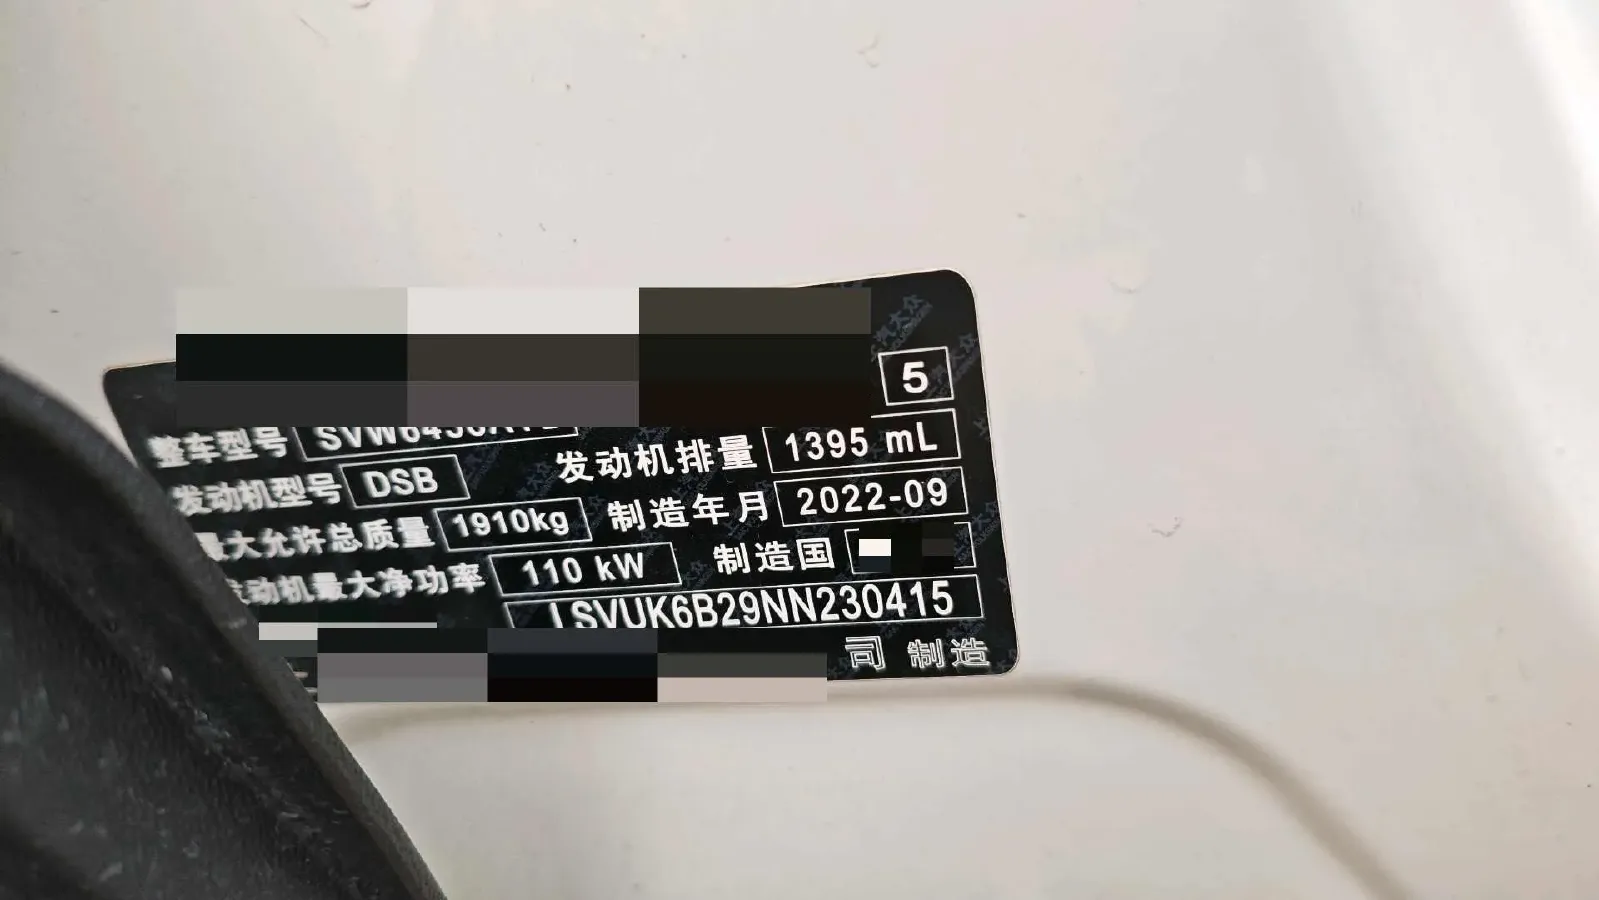 5
整车型号
发动机型号 DSB 发动机排量 1395 mL
最大允许总质量 1910kg 制造年月 2022-09
发动机最大净功率 110 kW 制造国
LSVUK6B29NN230415
司 制造